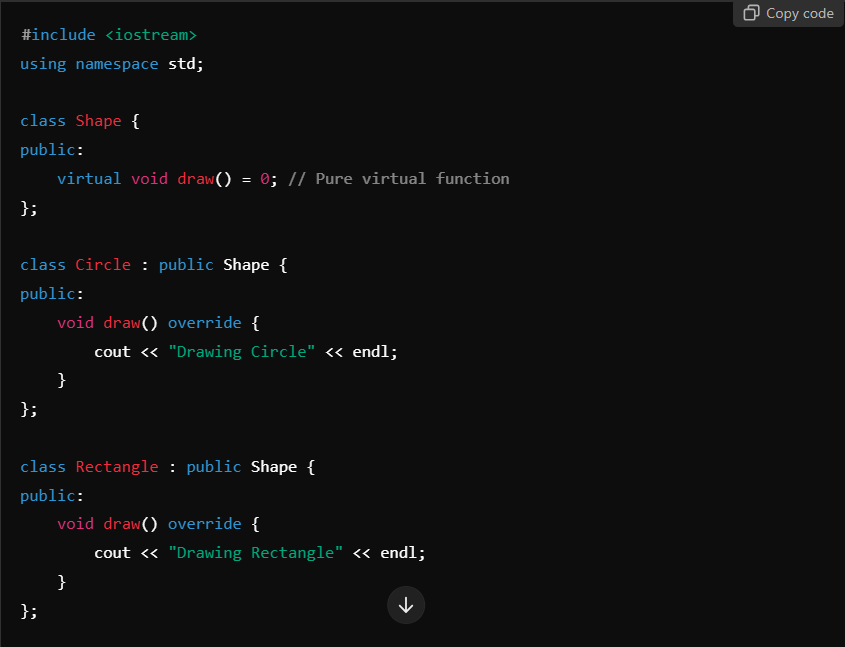 Copy code
#include <iostream>
using namespace std;
class Shape {
public:
    virtual void draw() = 0; // Pure virtual function
};
class Circle : public Shape {
public:
    void draw() override {
        cout << "Drawing Circle" << endl;
    }
};
class Rectangle : public Shape {
public:
    void draw() override {
        cout << "Drawing Rectangle" << endl;
    }
};